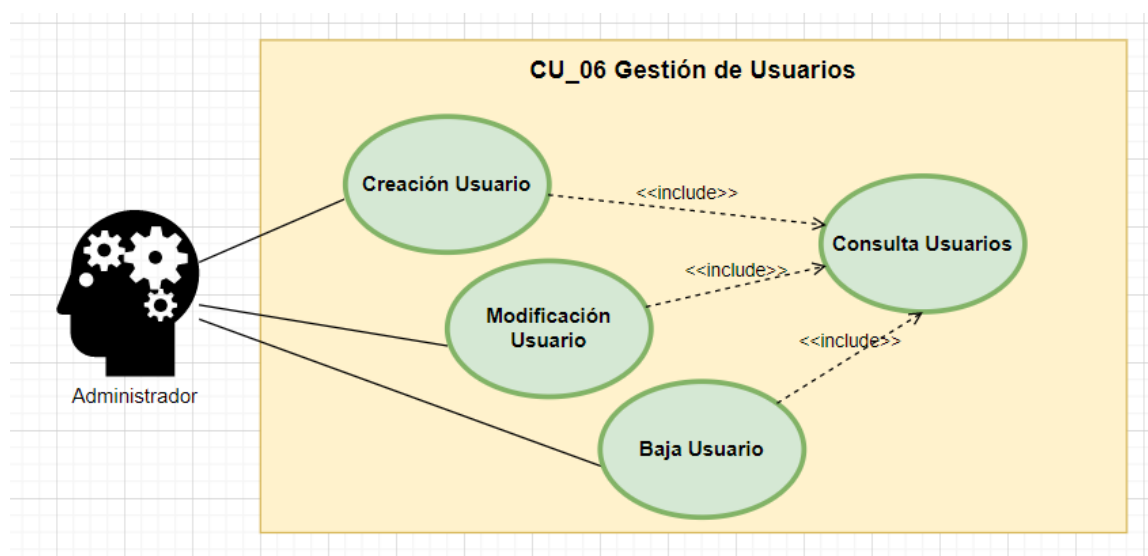 CU_06 Gestión de Usuarios
Creación Usuario
<<include>>
Consulta Usuarios
<<include>>
Modificación
Usuario
<<include>>
Administrador
Baja Usuario